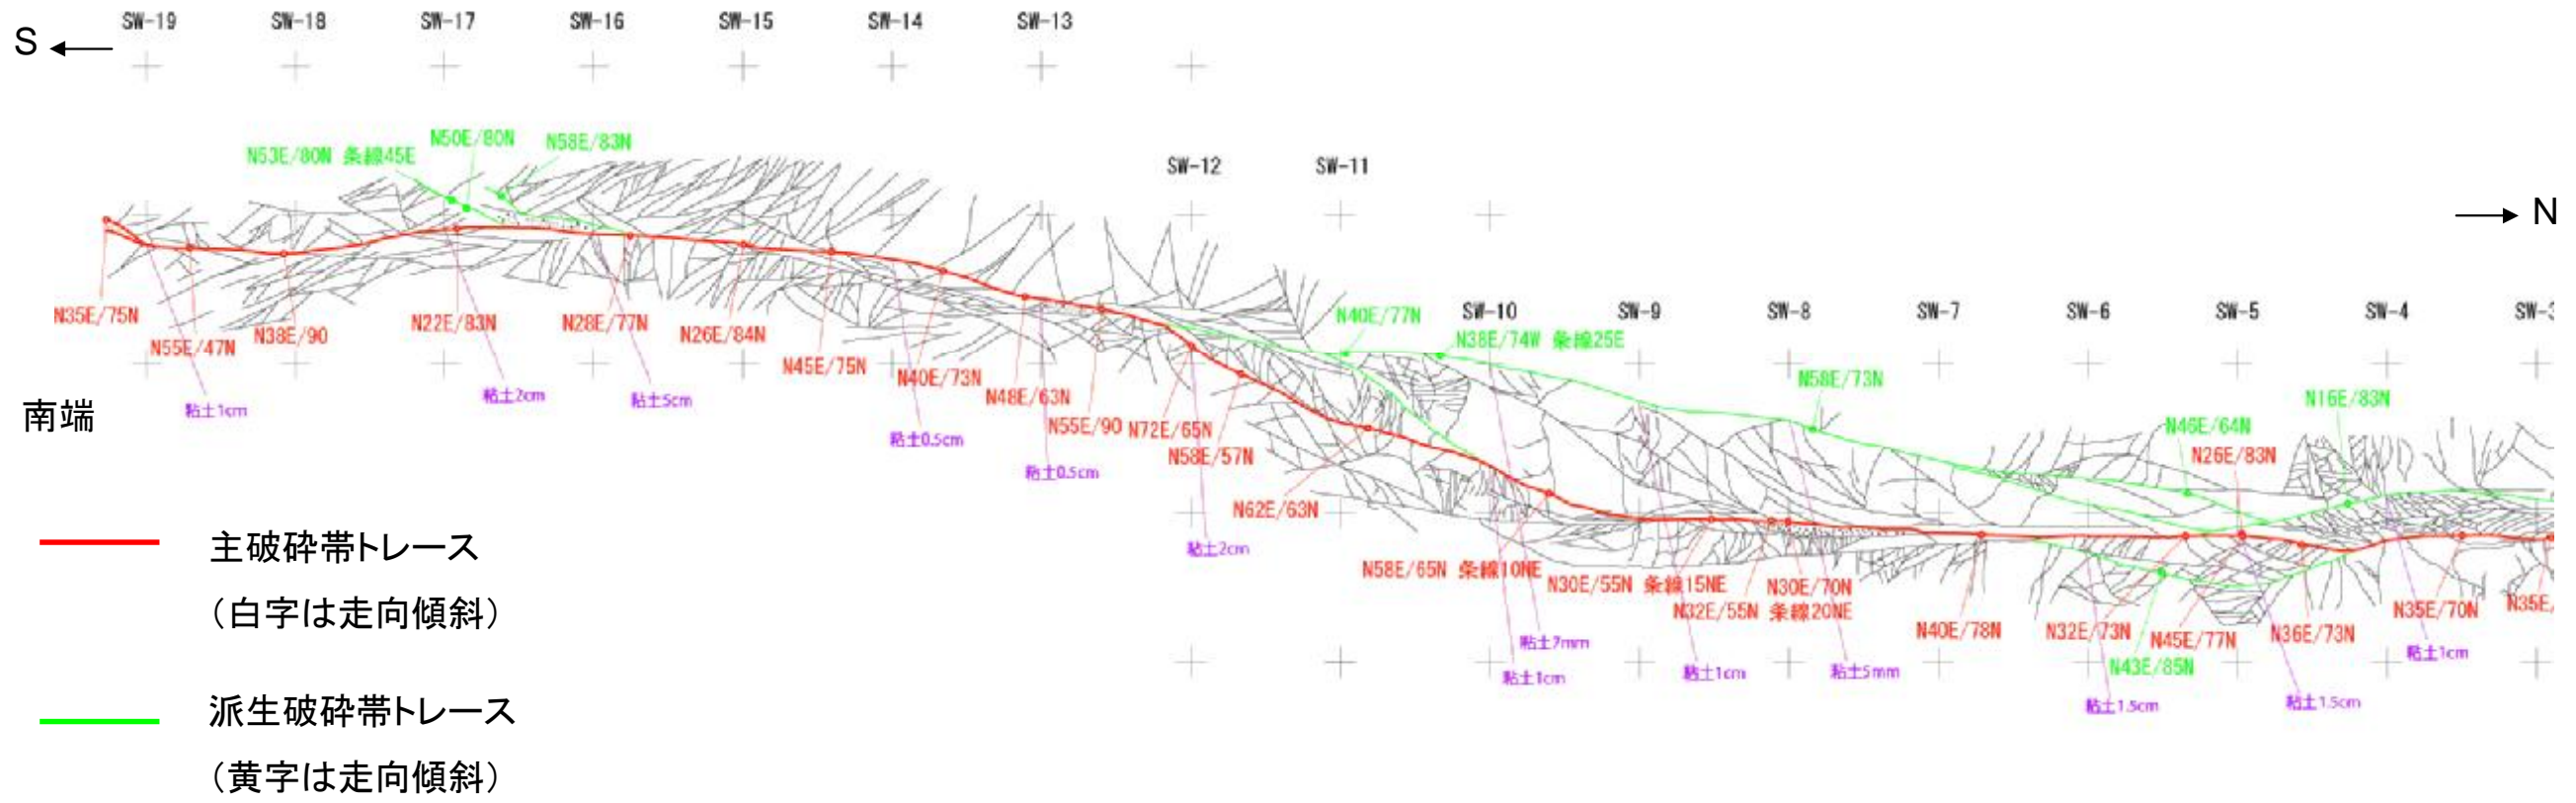 SW-19 SW-18 SW-17 SW-16 SW-15 SW-14 SW-13
S
N53E/80N 条線45E
N50E/80N
N58E/83N
SW-12 SW-11
N
N35E/75N
N55E/47N
N38E/90
N22E/83N
N28E/77N
N26E/84N
N45E/75N
N40E/73N
N48E/63N
N55E/90
N72E/65N
N58E/57N
N62E/63N
N40E/77N
N38E/74W 条線25E
SW-10 SW-9 SW-8 SW-7 SW-6 SW-5 SW-4
N58E/73N
N46E/64N
N26E/83N
N16E/83N
粘土1cm
粘土2cm
粘土5cm
粘土0.5cm
粘土0.5cm
粘土2cm
南端
N58E/65N 条線10NE
N30E/55N 条線15NE
N32E/55N 条線20NE
N30E/70N
N40E/78N
N32E/73N
N45E/77N
N36E/73N
N35E/70N
N35E/
N43E/85N
粘土7mm
粘土1cm
粘土1cm
粘土5mm
粘土1.5cm
粘土1.5cm
粘土1cm
主破砕帯トレース
（白字は走向傾斜）
派生破砕帯トレース
（黄字は走向傾斜）